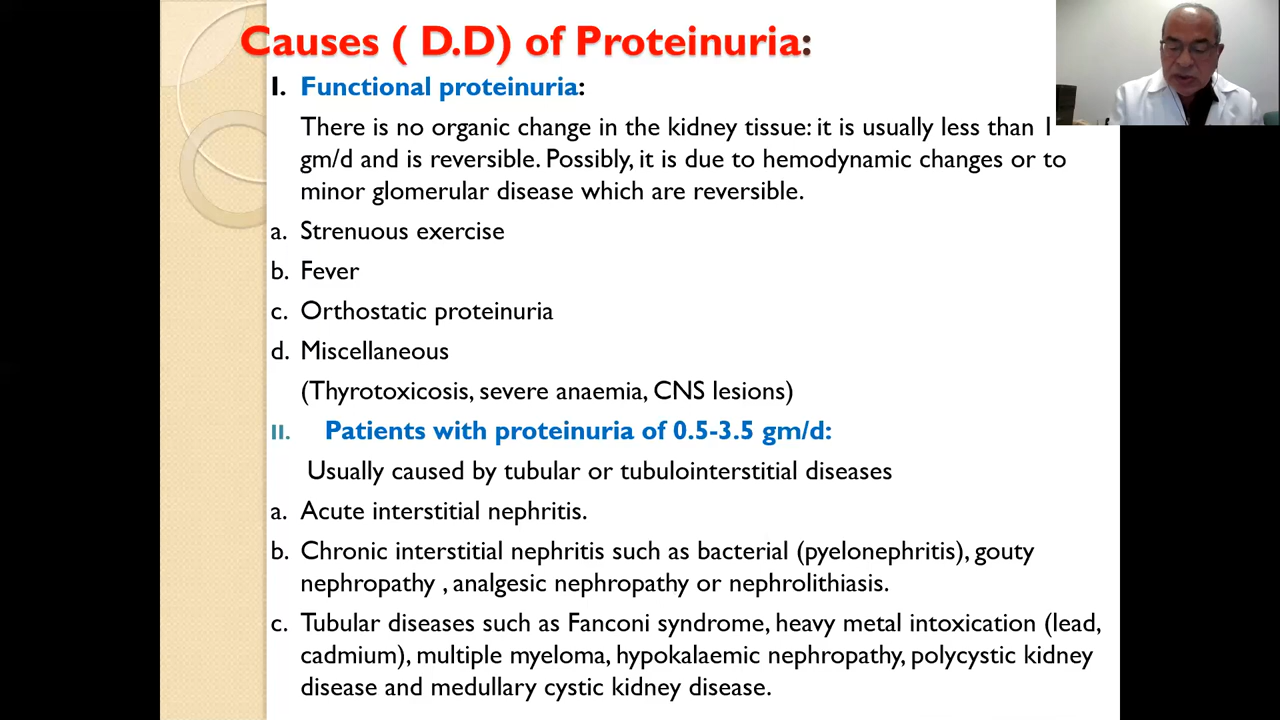 Causes ( D.D) of Proteinuria:
I. Functional proteinuria:
There is no organic change in the kidney tissue: it is usually less than 1
gm/d and is reversible. Possibly, it is due to hemodynamic changes or to
minor glomerular disease which are reversible.
a. Strenuous exercise
b. Fever
c. Orthostatic proteinuria
d. Miscellaneous
(Thyrotoxicosis, severe anaemia, CNS lesions)
II. Patients with proteinuria of 0.5-3.5 gm/d:
Usually caused by tubular or tubulointerstitial diseases
a. Acute interstitial nephritis.
b. Chronic interstitial nephritis such as bacterial (pyelonephritis), gouty
nephropathy , analgesic nephropathy or nephrolithiasis.
c. Tubular diseases such as Fanconi syndrome, heavy metal intoxication (lead,
cadmium), multiple myeloma, hypokalaemic nephropathy, polycystic kidney
disease and medullary cystic kidney disease.